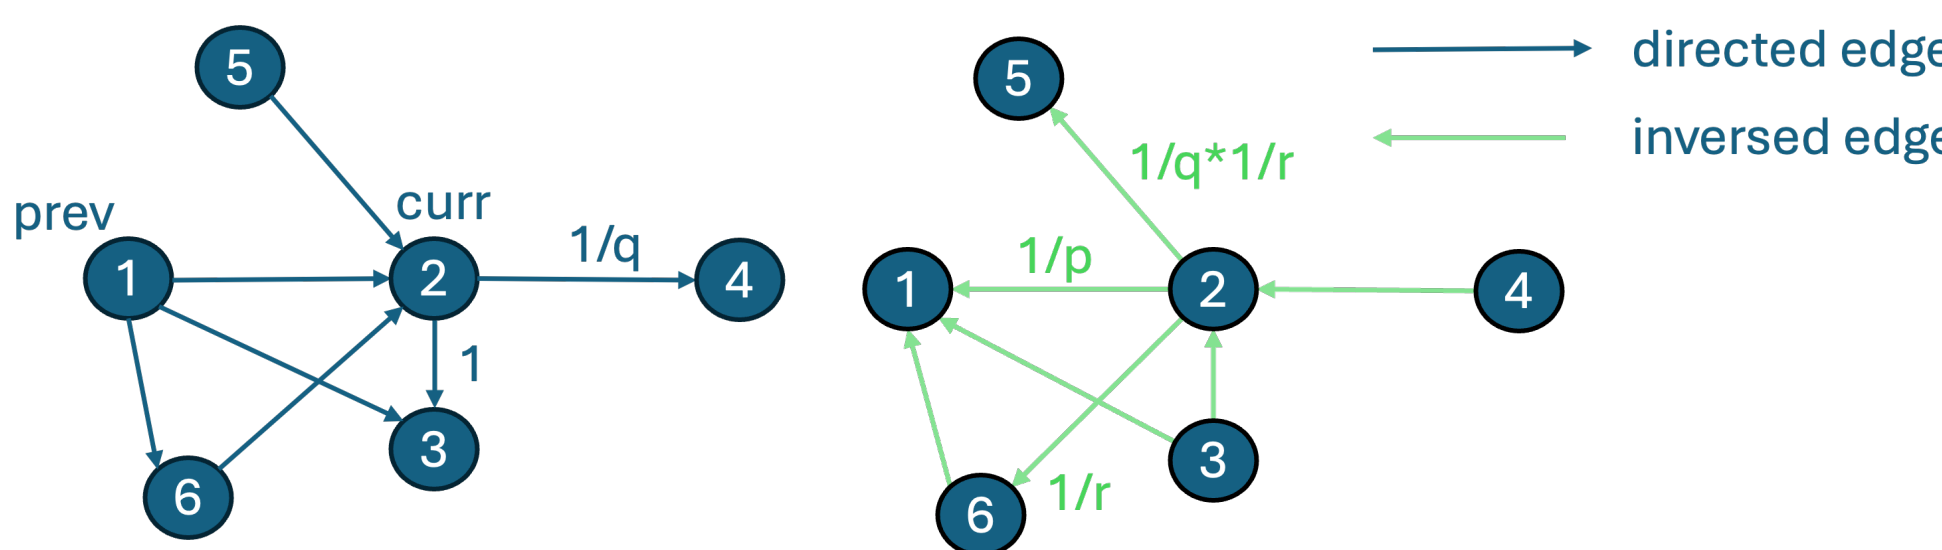 5
prev
curr
1
2
1/q
4
1
3
6
5
1/q*1/r
1/p
1
2
4
3
6
1/r
directed edge
inversed edge